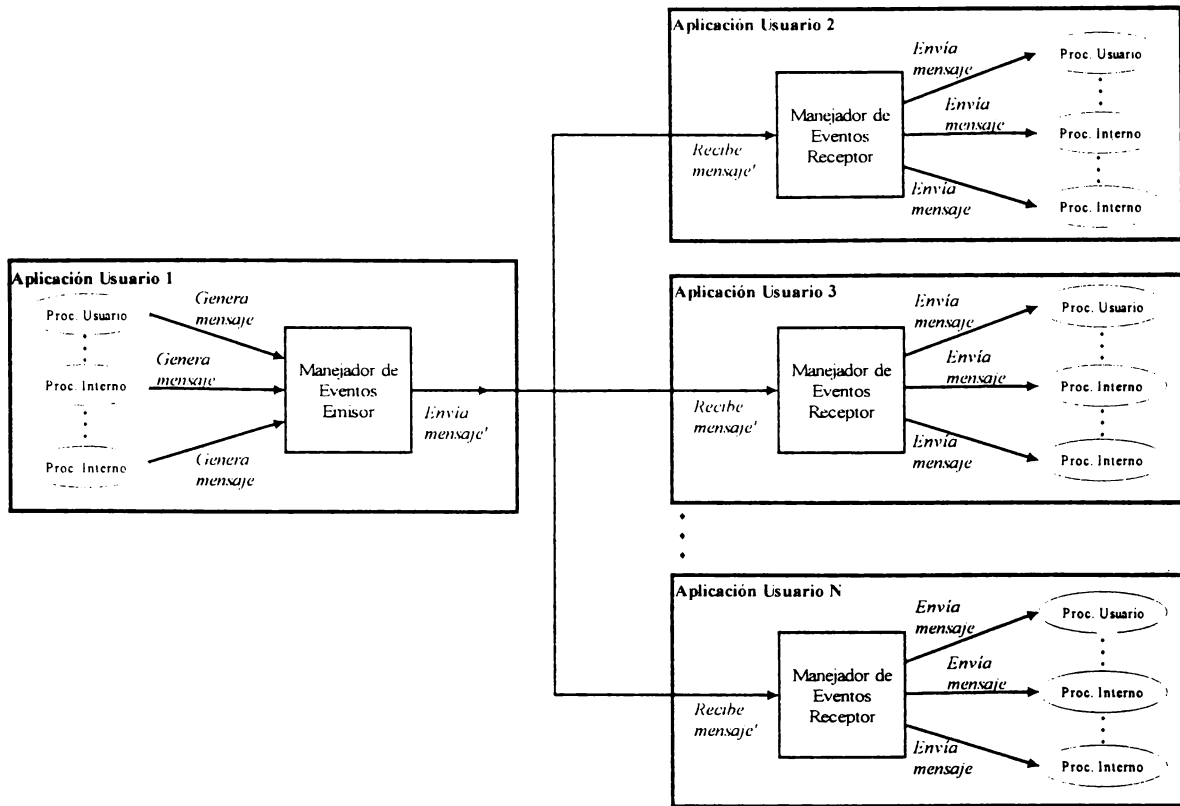 Aplicación Usuario 1
Proc. Usuario
Proc. Interno
Proc. Interno
Genera
mensaje
Genera
mensaje
Genera
mensaje
Manejador de
Eventos
Emisor
Envía
mensaje'
Aplicación Usuario 2
Recibe
mensaje'
Manejador de
Eventos
Receptor
Envía
mensaje
Envía
mensaje
Envía
mensaje
Proc. Usuario
Proc. Interno
Proc. Interno
Aplicación Usuario 3
Recibe
mensaje'
Manejador de
Eventos
Receptor
Envía
mensaje
Envía
mensaje
Envía
mensaje
Proc. Usuario
Proc. Interno
Proc. Interno
Aplicación Usuario N
Recibe
mensaje'
Manejador de
Eventos
Receptor
Envía
mensaje
Envía
mensaje
Envía
mensaje
Proc. Usuario
Proc. Interno
Proc. Interno